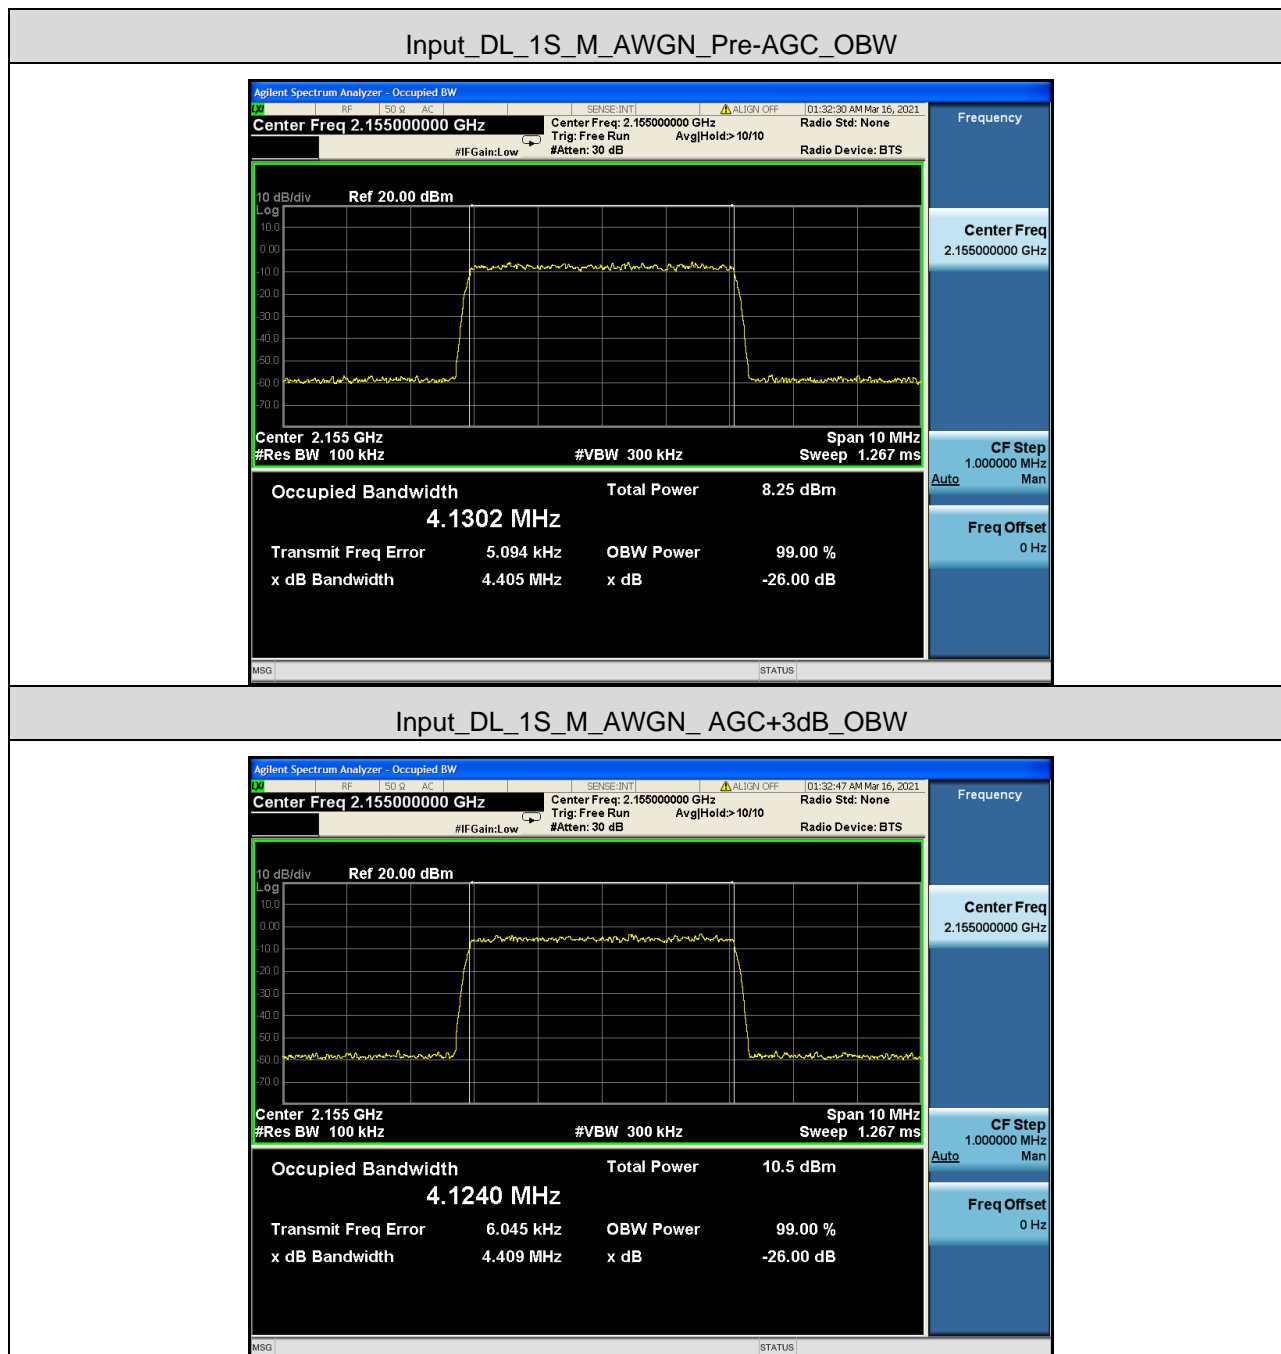 Input_DL_1S_M_AWGN_Pre-AGC_OBW
Agilent Spectrum Analyzer - Occupied BW
LXI RF 50 Ω AC SENSE:INT ALIGN OFF 01:32:30 AM Mar 16, 2021
Center Freq 2.155000000 GHz Center Freq: 2.155000000 GHz Radio Std: None Frequency
Trig: Free Run Avg|Hold:> 10/10
#IFGain:Low #Atten: 30 dB Radio Device: BTS
10 dB/div Ref 20.00 dBm
Log
10.0
0.00
-10.0
-20.0
-30.0
-40.0
-50.0
-60.0
-70.0
Center 2.155 GHz Span 10 MHz
#Res BW 100 kHz #VBW 300 kHz Sweep 1.267 ms
Center Freq
2.155000000 GHz
CF Step
1.000000 MHz
Auto Man
Freq Offset
0 Hz
Occupied Bandwidth Total Power 8.25 dBm
4.1302 MHz
Transmit Freq Error 5.094 kHz OBW Power 99.00 %
x dB Bandwidth 4.405 MHz x dB -26.00 dB
MSG STATUS
Input_DL_1S_M_AWGN_ AGC+3dB_OBW
Agilent Spectrum Analyzer - Occupied BW
LXI RF 50 Ω AC SENSE:INT ALIGN OFF 01:32:47 AM Mar 16, 2021
Center Freq 2.155000000 GHz Center Freq: 2.155000000 GHz Radio Std: None Frequency
Trig: Free Run Avg|Hold:> 10/10
#IFGain:Low #Atten: 30 dB Radio Device: BTS
10 dB/div Ref 20.00 dBm
Log
10.0
0.00
-10.0
-20.0
-30.0
-40.0
-50.0
-60.0
-70.0
Center 2.155 GHz Span 10 MHz
#Res BW 100 kHz #VBW 300 kHz Sweep 1.267 ms
Center Freq
2.155000000 GHz
CF Step
1.000000 MHz
Auto Man
Freq Offset
0 Hz
Occupied Bandwidth Total Power 10.5 dBm
4.1240 MHz
Transmit Freq Error 6.045 kHz OBW Power 99.00 %
x dB Bandwidth 4.409 MHz x dB -26.00 dB
MSG STATUS